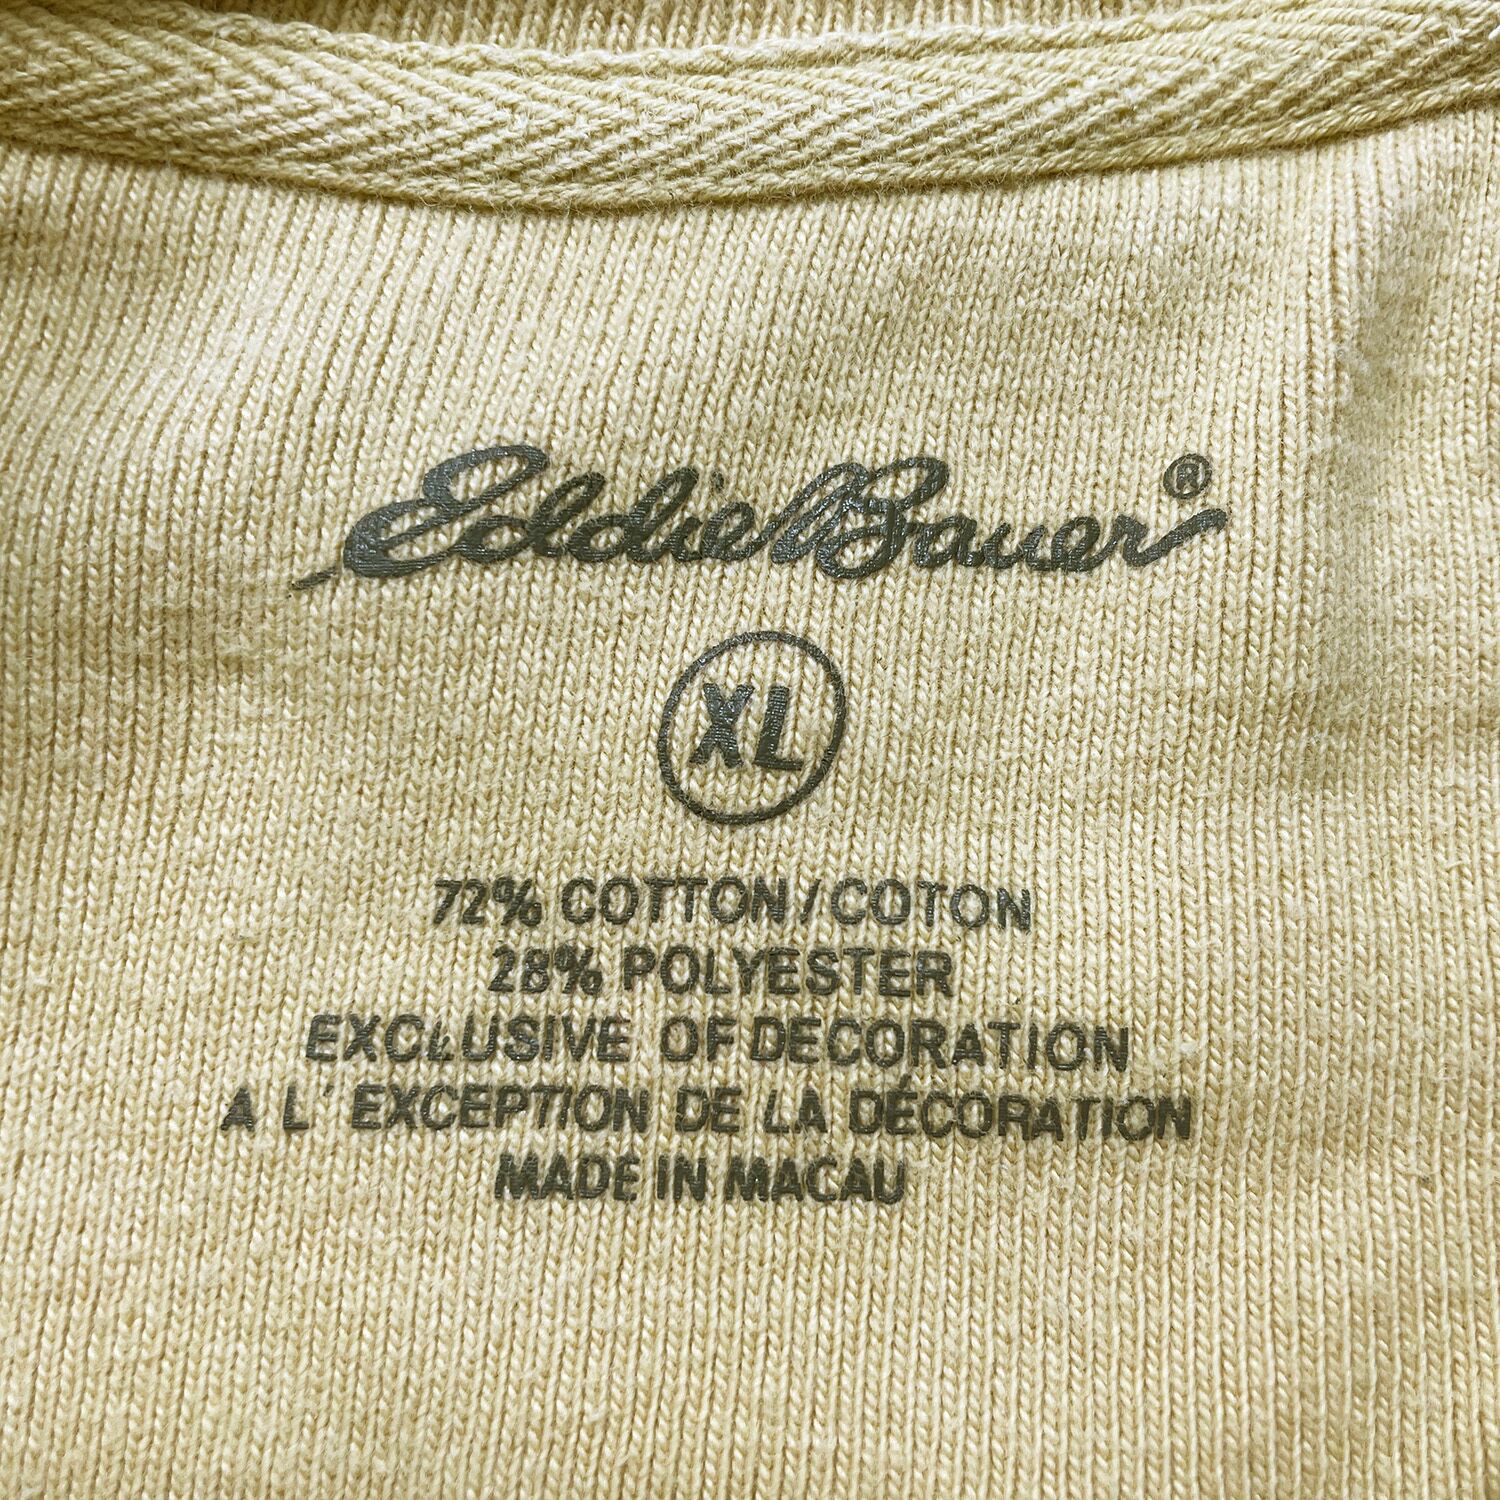 Eddie Bauer®
XL
72% COTTON/COTON
28% POLYESTER
EXCLUSIVE OF DECORATION
A L' EXCEPTION DE LA DÉCORATION
MADE IN MACAU